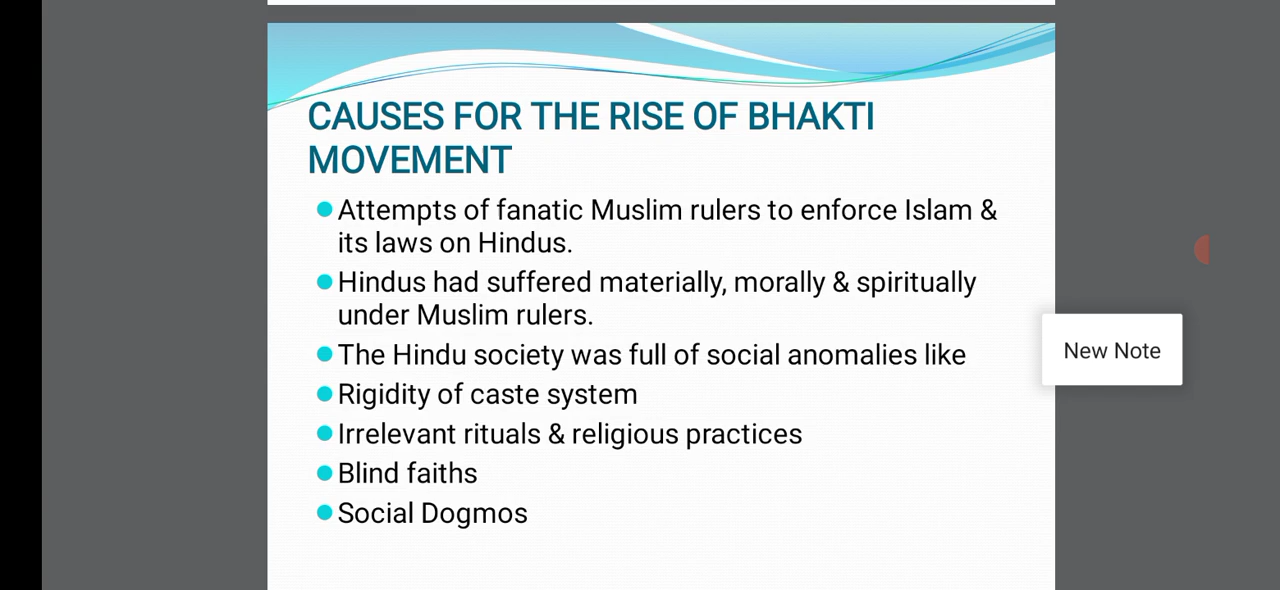 CAUSES FOR THE RISE OF BHAKTI
MOVEMENT
Attempts of fanatic Muslim rulers to enforce Islam &
its laws on Hindus.
Hindus had suffered materially, morally & spiritually
under Muslim rulers.
The Hindu society was full of social anomalies like
Rigidity of caste system
Irrelevant rituals & religious practices
Blind faiths
Social Dogmos
New Note